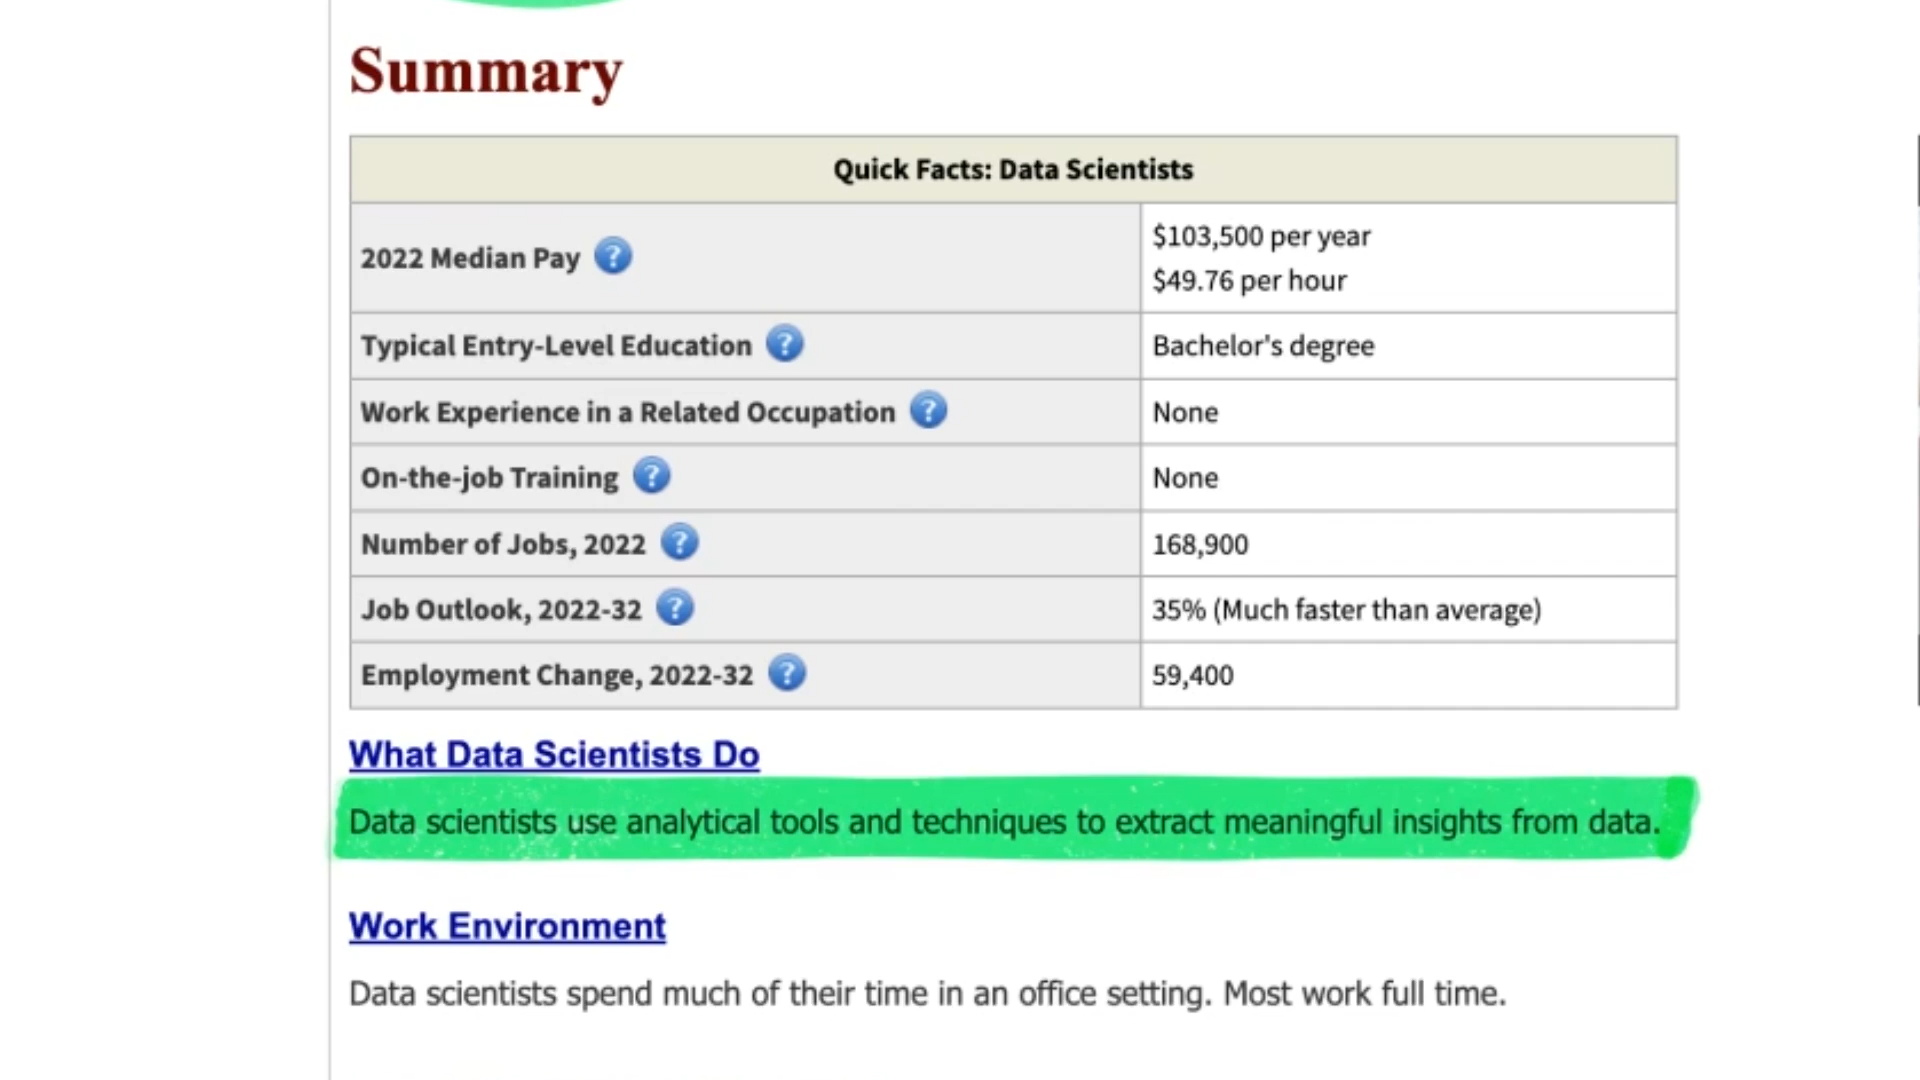 Summary
Quick Facts: Data Scientists
2022 Median Pay ?
$103,500 per year
$49.76 per hour
Typical Entry-Level Education ?
Bachelor's degree
Work Experience in a Related Occupation ?
None
On-the-job Training ?
None
Number of Jobs, 2022 ?
168,900
Job Outlook, 2022-32 ?
35% (Much faster than average)
Employment Change, 2022-32 ?
59,400
What Data Scientists Do
Data scientists use analytical tools and techniques to extract meaningful insights from data.
Work Environment
Data scientists spend much of their time in an office setting. Most work full time.